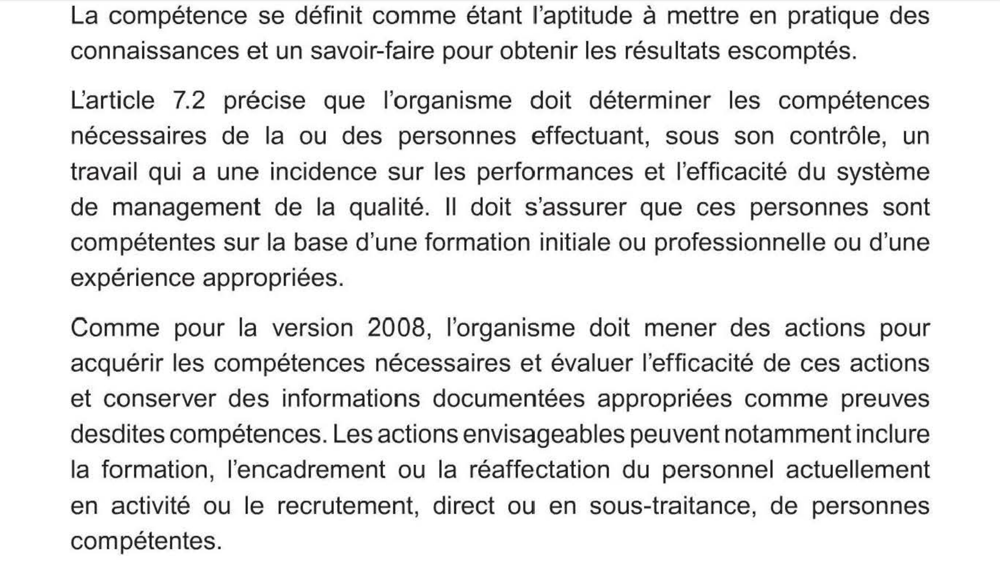 La compétence se définit comme étant l'aptitude à mettre en pratique des
connaissances et un savoir-faire pour obtenir les résultats escomptés.
L'article 7.2 précise que l'organisme doit déterminer les compétences
nécessaires de la ou des personnes effectuant, sous son contrôle, un
travail qui a une incidence sur les performances et l'efficacité du système
de management de la qualité. Il doit s'assurer que ces personnes sont
compétentes sur la base d'une formation initiale ou professionnelle ou d'une
expérience appropriées.
Comme pour la version 2008, l'organisme doit mener des actions pour
acquérir les compétences nécessaires et évaluer l'efficacité de ces actions
et conserver des informations documentées appropriées comme preuves
desdites compétences. Les actions envisageables peuvent notamment inclure
la formation, l'encadrement ou la réaffectation du personnel actuellement
en activité ou le recrutement, direct ou en sous-traitance, de personnes
compétentes.